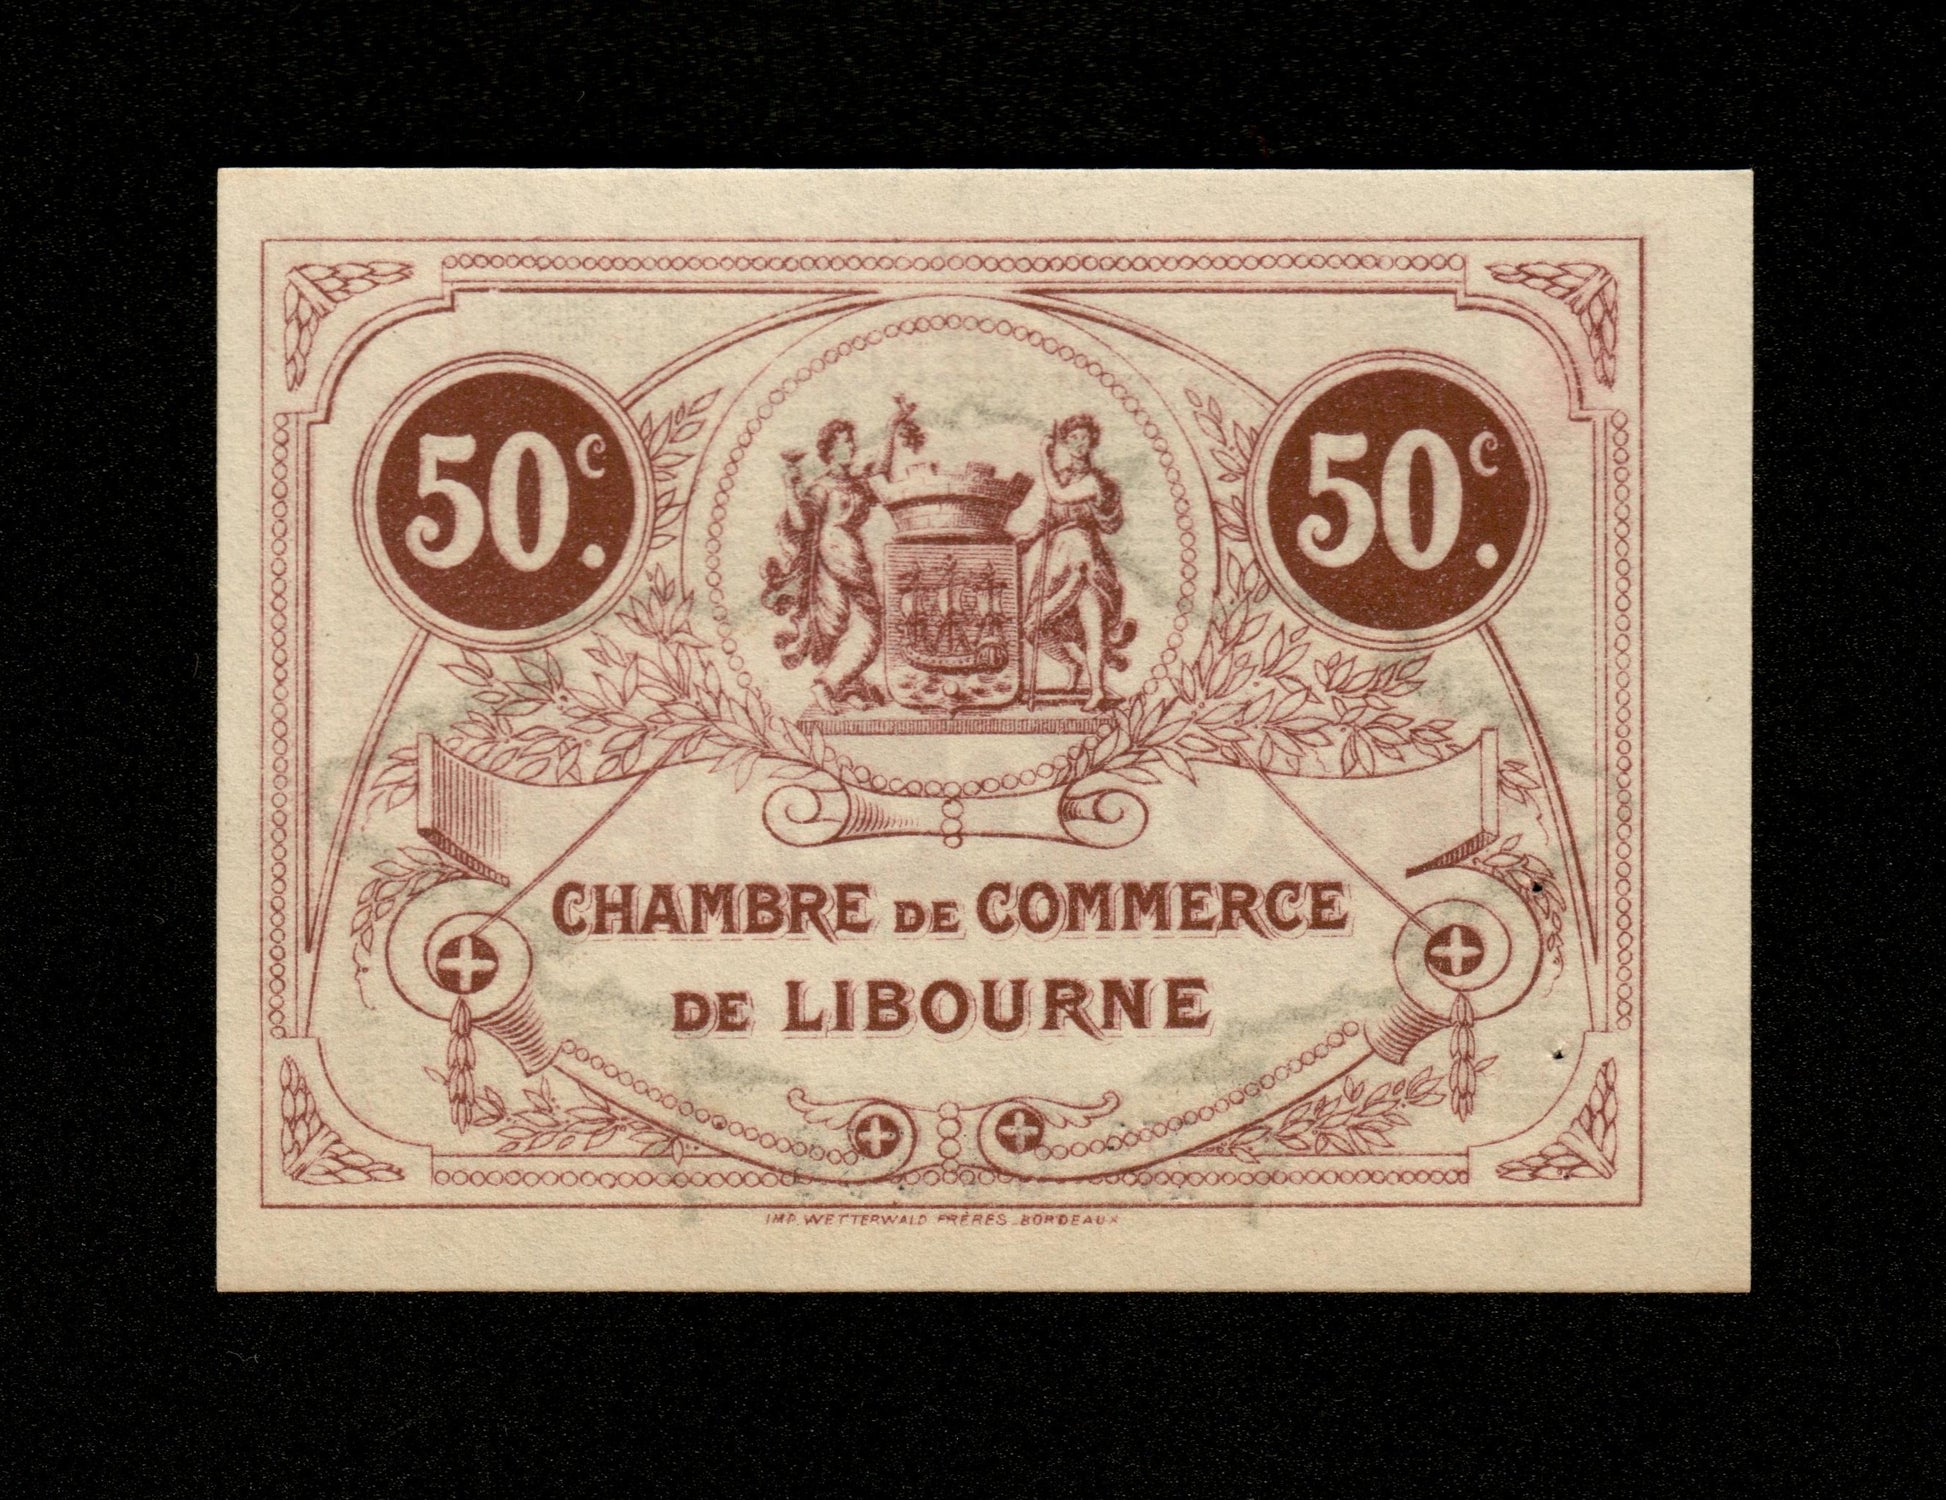 50c.
50c.
CHAMBRE DE COMMERCE
DE LIBOURNE
IMP. WETTERWALD FRÈRES _ BORDEAUX